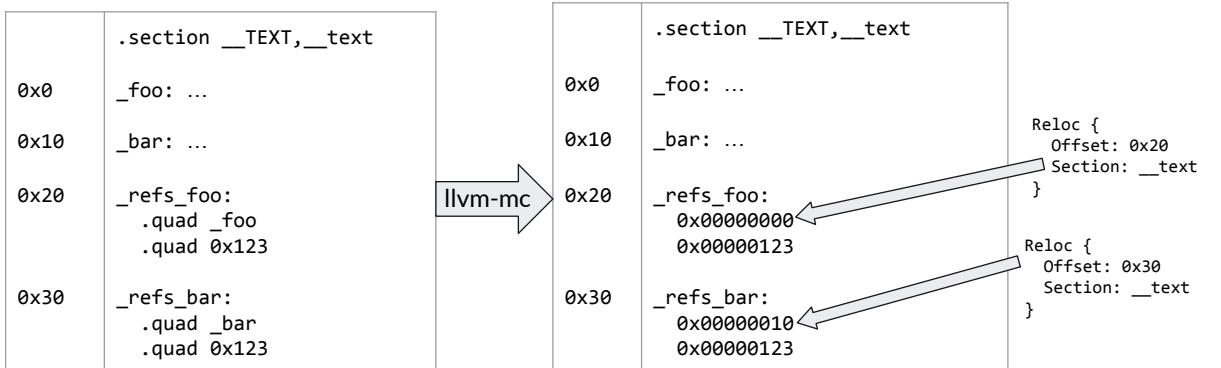 .section __TEXT,__text
0x0 _foo: …
0x10 _bar: …
0x20 _refs_foo:
.quad _foo
.quad 0x123
0x30 _refs_bar:
.quad _bar
.quad 0x123
llvm-mc
.section __TEXT,__text
0x0 _foo: …
0x10 _bar: …
0x20 _refs_foo:
0x00000000
0x00000123
0x30 _refs_bar:
0x00000010
0x00000123
Reloc {
Offset: 0x20
Section: __text
}
Reloc {
Offset: 0x30
Section: __text
}